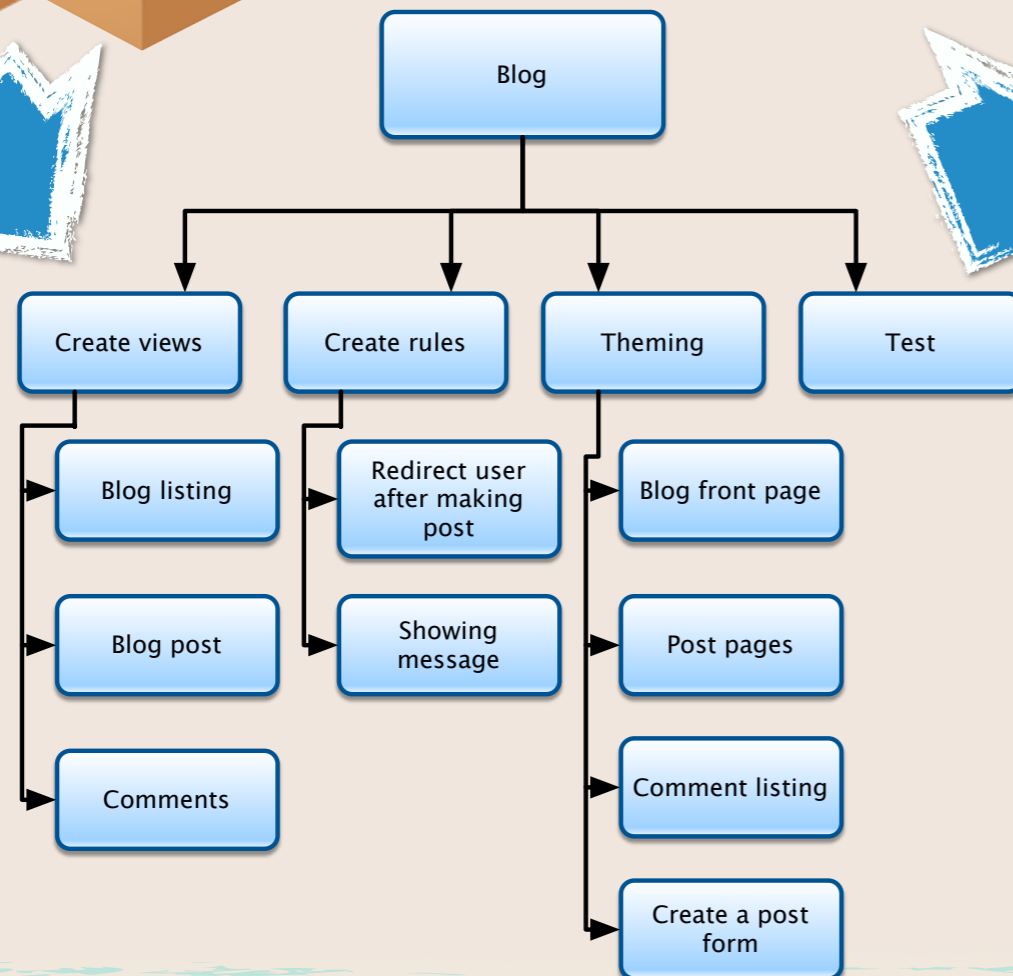 Blog
Create views
Create rules
Theming
Test
Blog listing
Redirect user
after making
post
Blog front page
Blog post
Showing
message
Post pages
Comments
Comment listing
Create a post
form